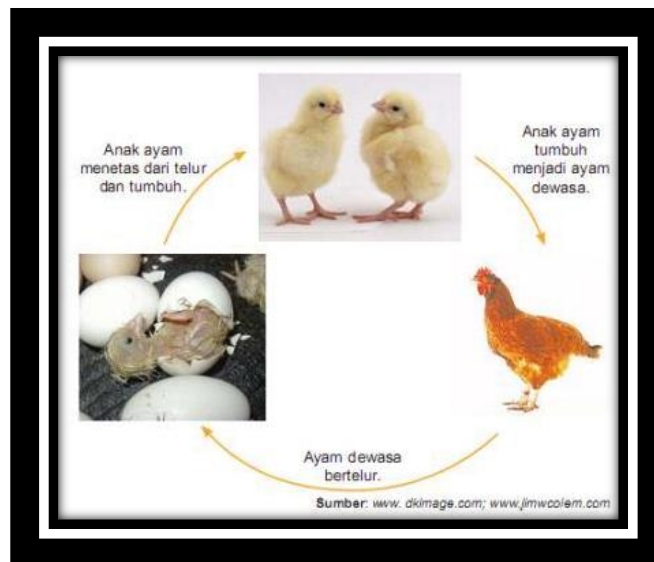 Anak ayam
menetas dari telur
dan tumbuh.
Anak ayam
tumbuh
menjadi ayam
dewasa.
Ayam dewasa
bertelur.
Sumber: www. dkimage.com; www.jimwcolem.com